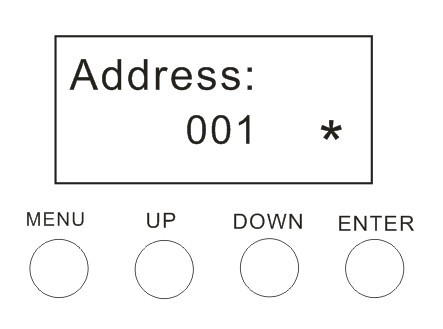 Address:
001 *
MENU UP DOWN ENTER